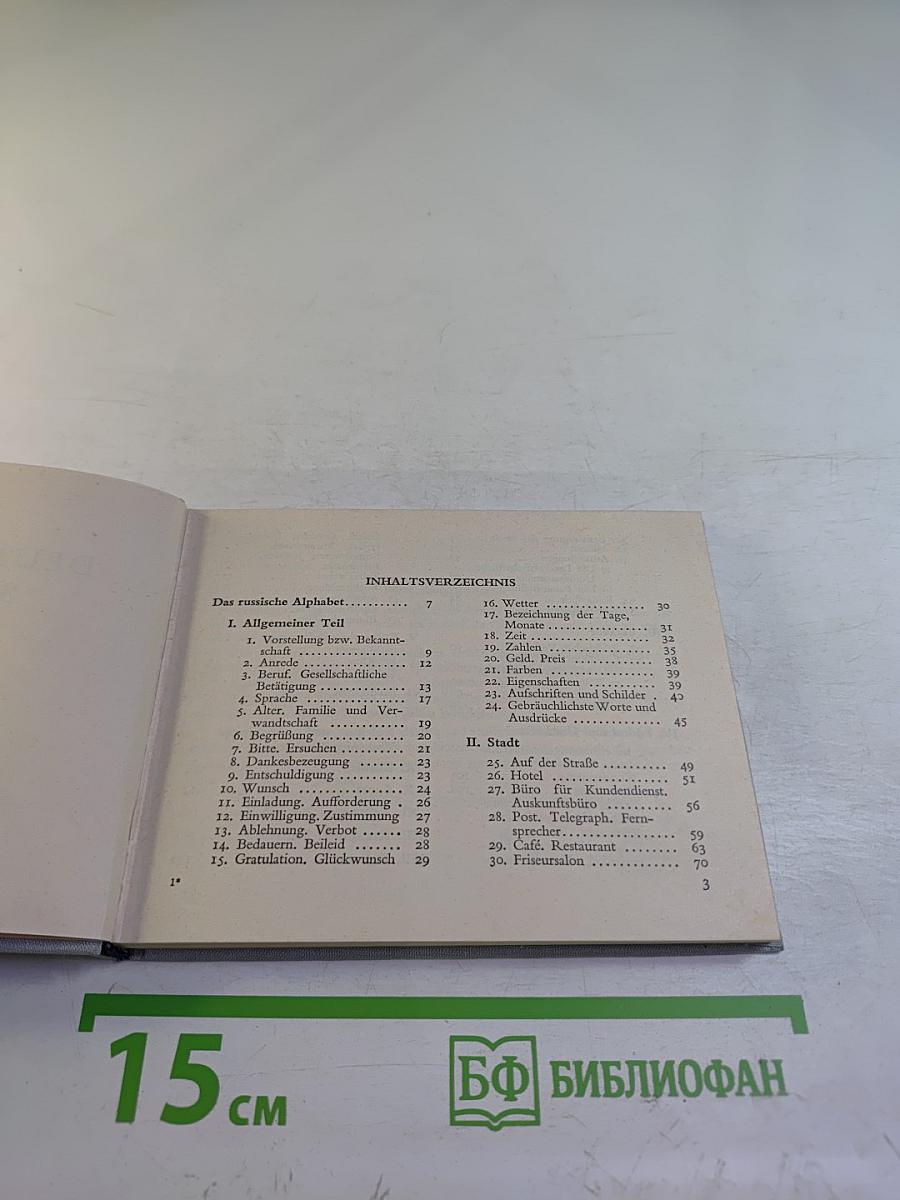 INHALTSVERZEICHNIS
Das russische Alphabet........... 7
I. Allgemeiner Teil
1. Vorstellung bzw. Bekannt-
schaft ................. 9
2. Anrede ................ 12
3. Beruf. Gesellschaftliche
Betätigung .............. 13
4. Sprache ................ 17
5. Alter. Familie und Ver-
wandtschaft ............ 19
6. Begrüßung ............. 20
7. Bitte. Ersuchen .......... 21
8. Dankesbezeugung ....... 23
9. Entschuldigung .......... 23
10. Wunsch ................ 24
11. Einladung. Aufforderung . 26
12. Einwilligung. Zustimmung 27
13. Ablehnung. Verbot ...... 28
14. Bedauern. Beileid ....... 28
15. Gratulation. Glückwunsch 29
1*
16. Wetter ................ 30
17. Bezeichnung der Tage,
Monate ................. 31
18. Zeit .................... 32
19. Zahlen ................. 35
20. Geld. Preis ............. 38
21. Farben ................. 39
22. Eigenschaften ........... 39
23. Aufschriften und Schilder . 40
24. Gebräuchlichste Worte und
Ausdrücke .............. 45
II. Stadt
25. Auf der Straße ........... 49
26. Hotel ................... 51
27. Büro für Kundendienst.
Auskunftsbüro ........... 56
28. Post. Telegraph. Fern-
sprecher................... 59
29. Café. Restaurant ........ 63
30. Friseursalon ............. 70
3
15 см
БФ БИБЛИОФАН